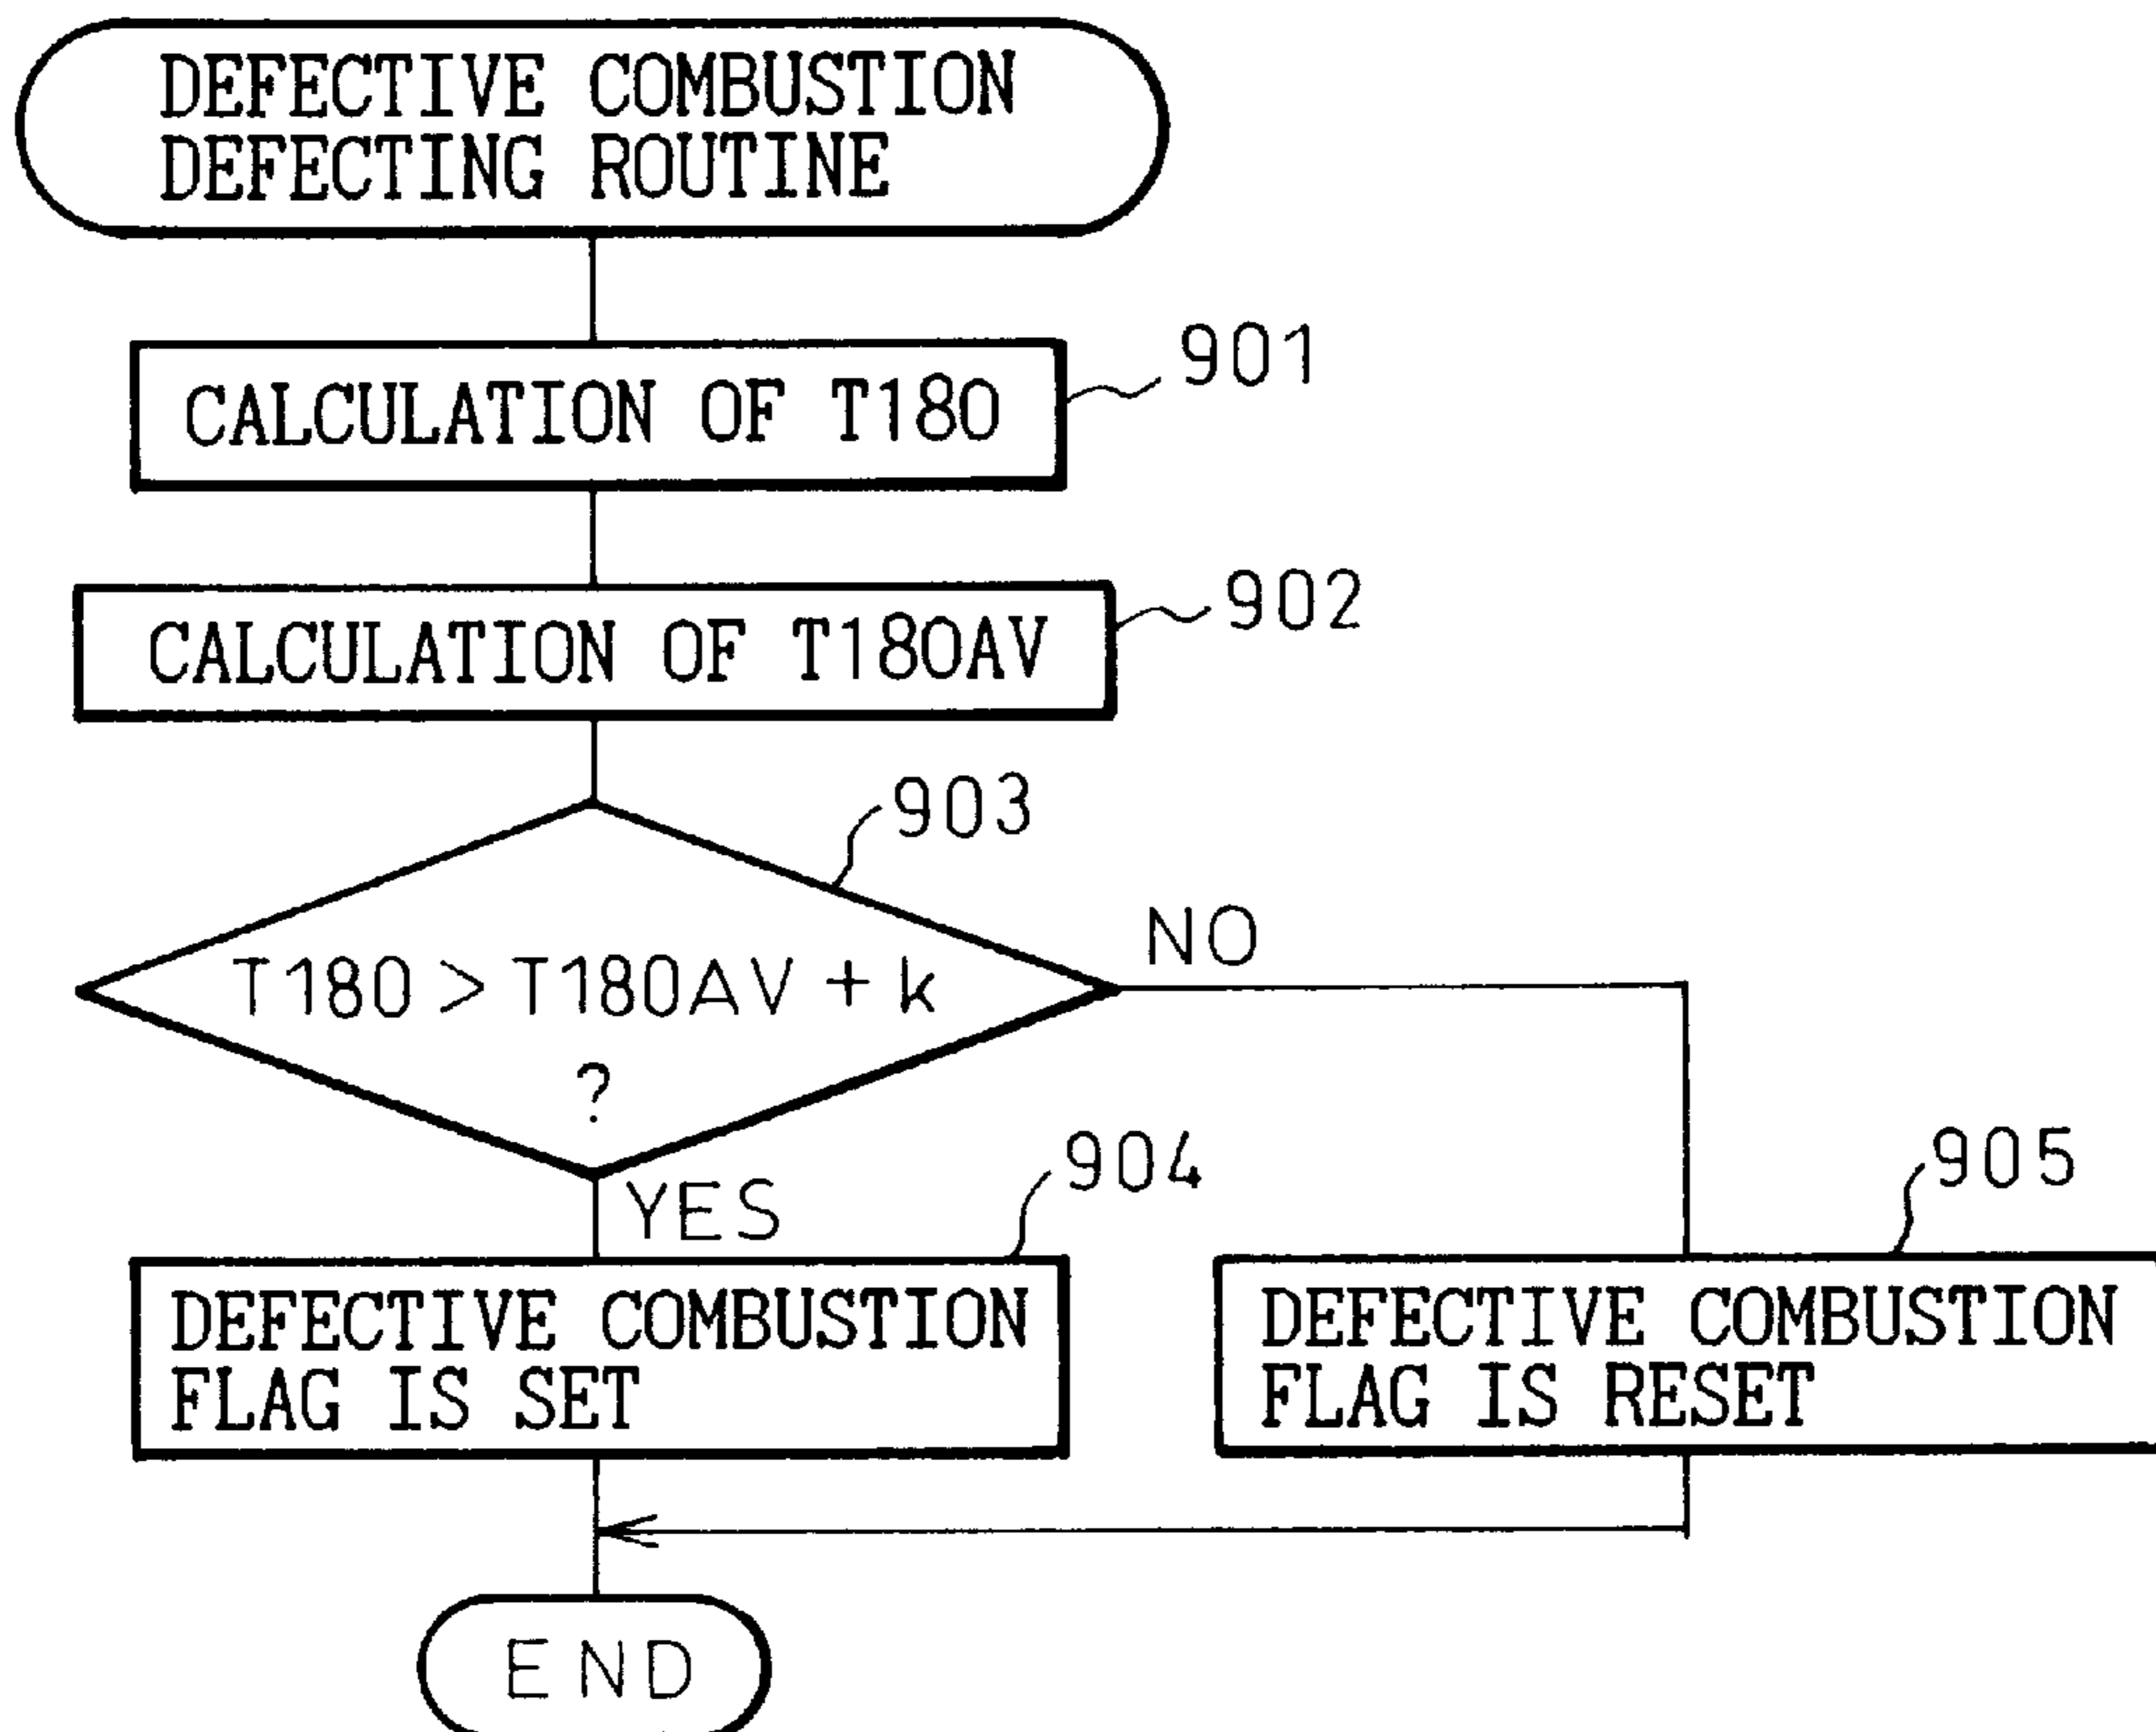 DEFECTIVE COMBUSTION
DEFECTING ROUTINE
CALCULATION OF T180
901
CALCULATION OF T180AV
902
903
T180 > T180AV + k
?
NO
YES
904
DEFECTIVE COMBUSTION
FLAG IS SET
905
DEFECTIVE COMBUSTION
FLAG IS RESET
END